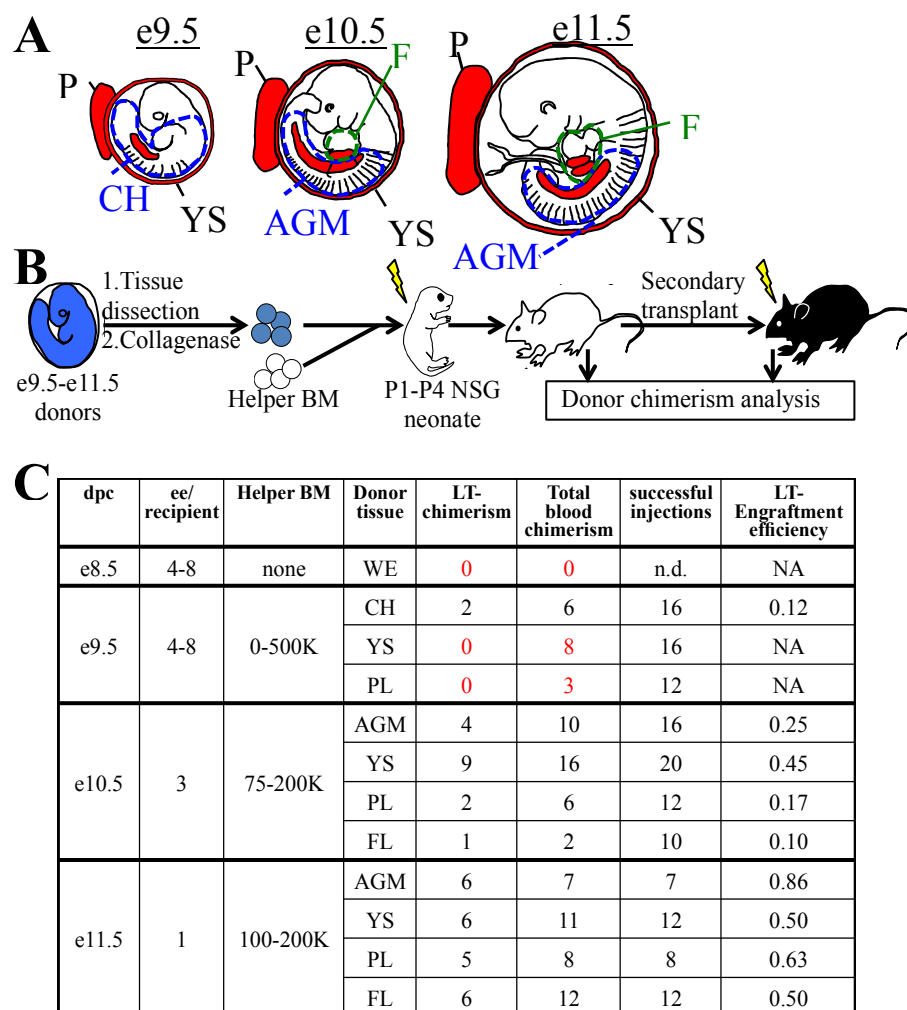 A
e9.5
e10.5
e11.5
P
P
P
F
F
CH
YS
AGM
YS
AGM
YS
B
1.Tissue
dissection
2.Collagenase
e9.5-e11.5
donors
Helper BM
P1-P4 NSG
neonate
Secondary
transplant
Donor chimerism analysis
C
dpc ee/ recipient Helper BM Donor tissue LT- chimerism Total blood chimerism successful injections LT- Engraftment efficiency
e8.5 4-8 none WE 0 0 n.d. NA
e9.5 4-8 0-500K CH 2 6 16 0.12
YS 0 8 16 NA
PL 0 3 12 NA
e10.5 3 75-200K AGM 4 10 16 0.25
YS 9 16 20 0.45
PL 2 6 12 0.17
FL 1 2 10 0.10
e11.5 1 100-200K AGM 6 7 7 0.86
YS 6 11 12 0.50
PL 5 8 8 0.63
FL 6 12 12 0.50